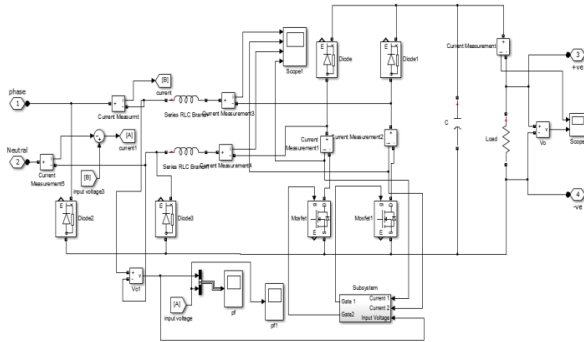 Diode
Diode1
Current Measurement
Scope1
phase
[B]
current
1
Current Measurment
Series RLC Branch
Current Measurement3
[A]
current1
Neutral
2
Current
Measurement5
[B]
input voltage3
Series RLC Branch
Current Measurement4
Current
Measurement1
Current Measurement2
C
Load
Vo
Scope
3
+ve
4
-ve
Diode2
Diode3
Mosfet
Mosfet1
Vo1
[A]
input voltage
pf
pf1
Subsystem
Gate 1
Gate2
Current 1
Current 2
Input Voltage